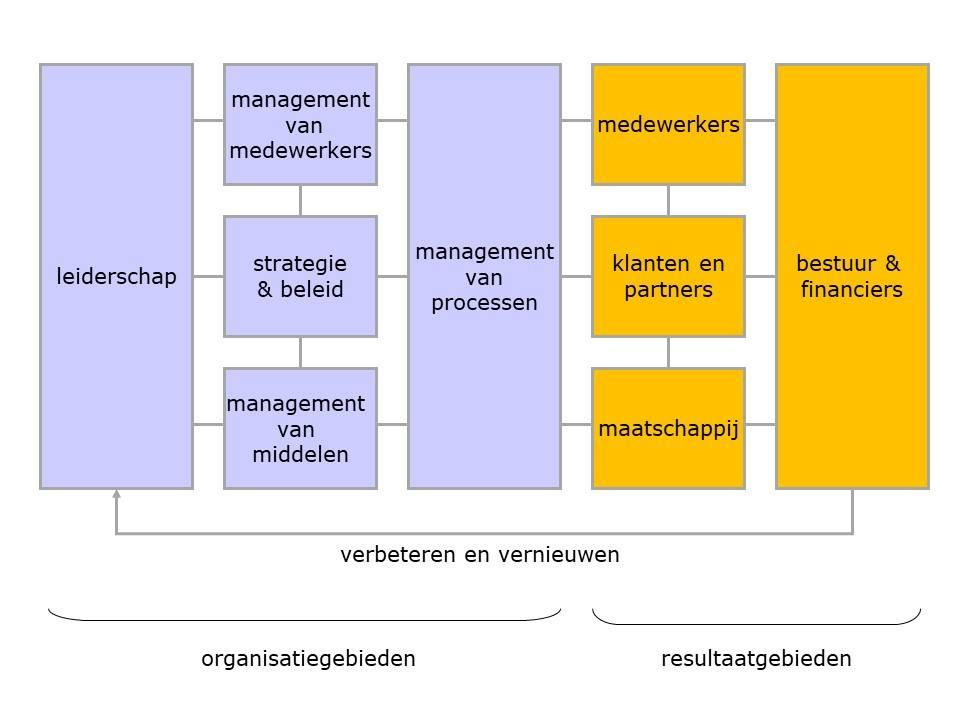 leiderschap
management
van
medewerkers
strategie
& beleid
management
van
middelen
management
van
processen
medewerkers
klanten en
partners
maatschappij
bestuur &
financiers
verbeteren en vernieuwen
organisatiegebieden
resultaatgebieden